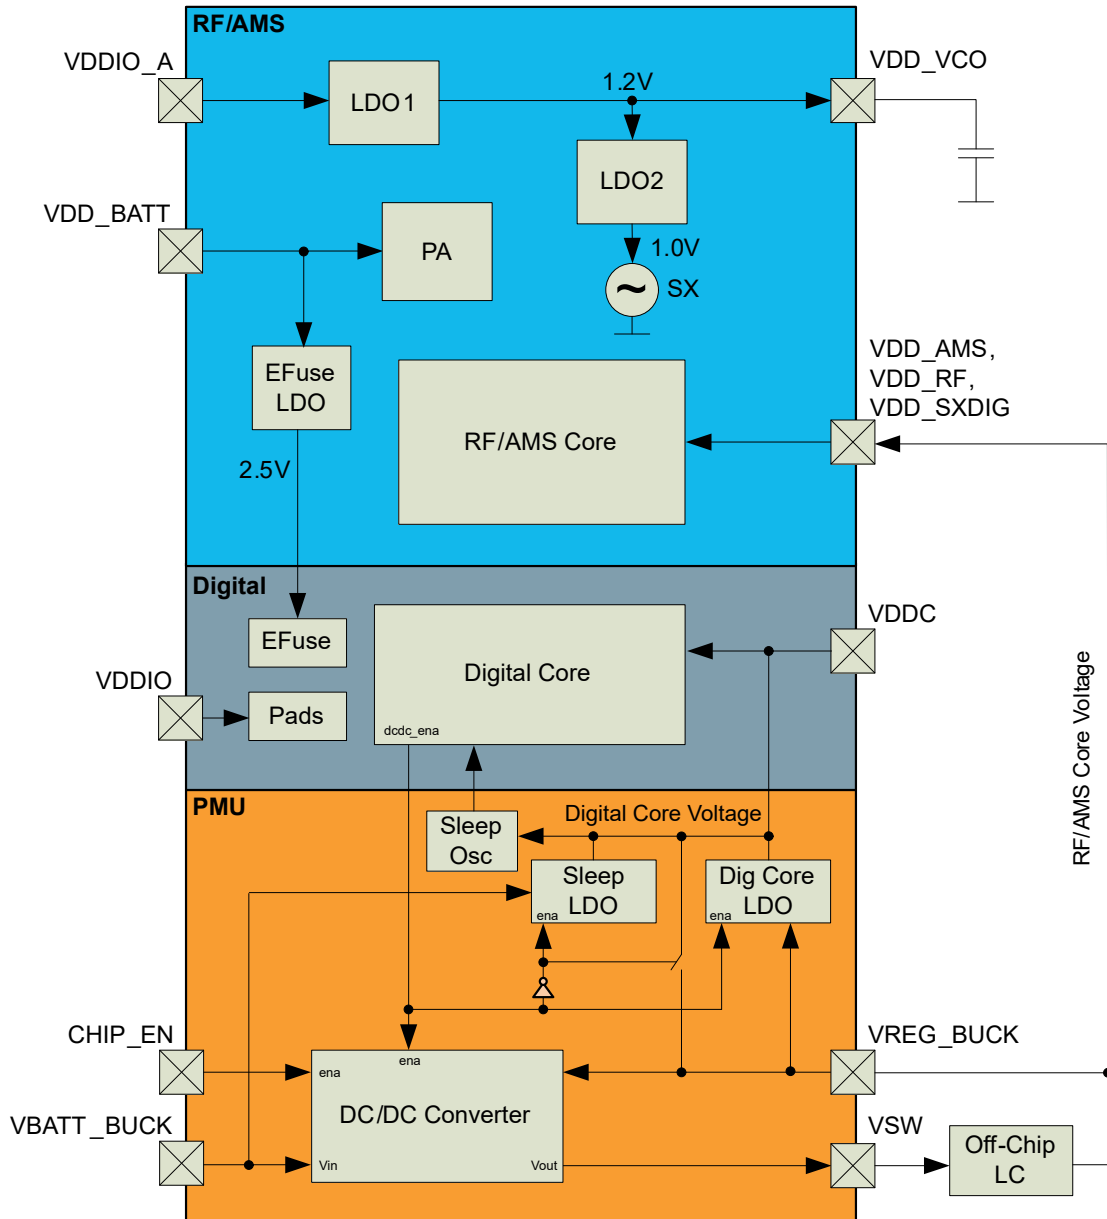 RF/AMS
VDDIO_A
VDD_VCO
LDO1
1.2V
LDO2
VDD_BATT
PA
1.0V
SX
EFuse
LDO
VDD_AMS,
VDD_RF,
VDD_SXDIG
RF/AMS Core
2.5V
Digital
EFuse
Digital Core
VDDC
VDDIO
Pads
dcdc_ena
RF/AMS Core Voltage
PMU
Digital Core Voltage
Sleep
Osc
Sleep
LDO
ena
Dig Core
LDO
ena
CHIP_EN
VREG_BUCK
ena
ena
DC/DC Converter
VBATT_BUCK
Vin
Vout
VSW
Off-Chip
LC